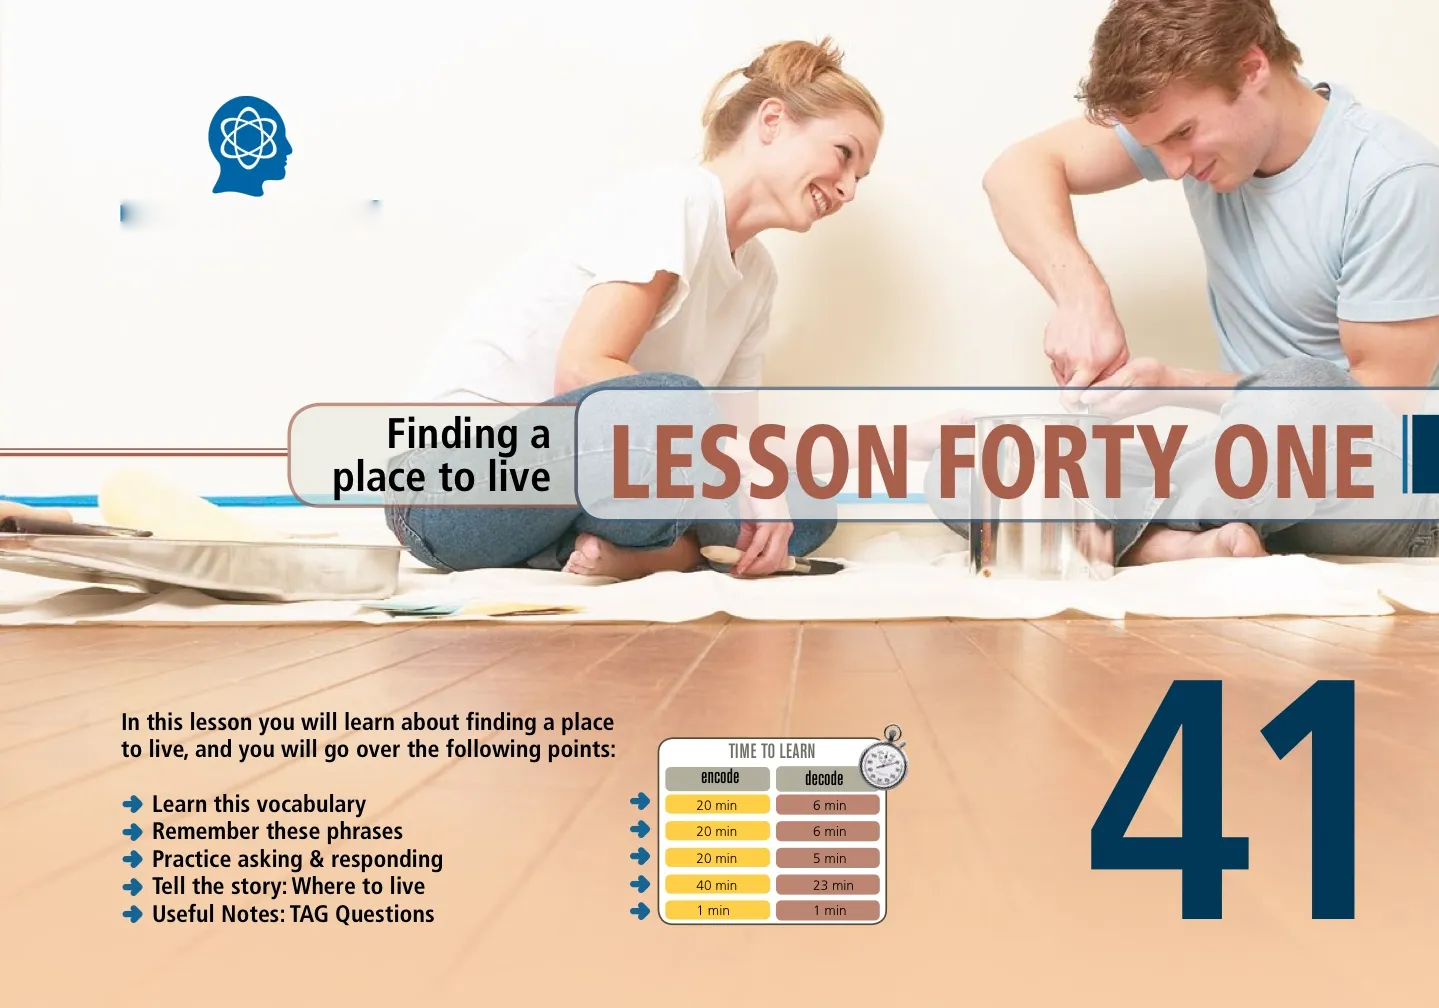 Finding a
place to live
LESSON FORTY ONE
In this lesson you will learn about finding a place
to live, and you will go over the following points:
Learn this vocabulary
Remember these phrases
Practice asking & responding
Tell the story: Where to live
Useful Notes: TAG Questions
TIME TO LEARN
encode decode
20 min 6 min
20 min 6 min
20 min 5 min
40 min 23 min
1 min 1 min
41